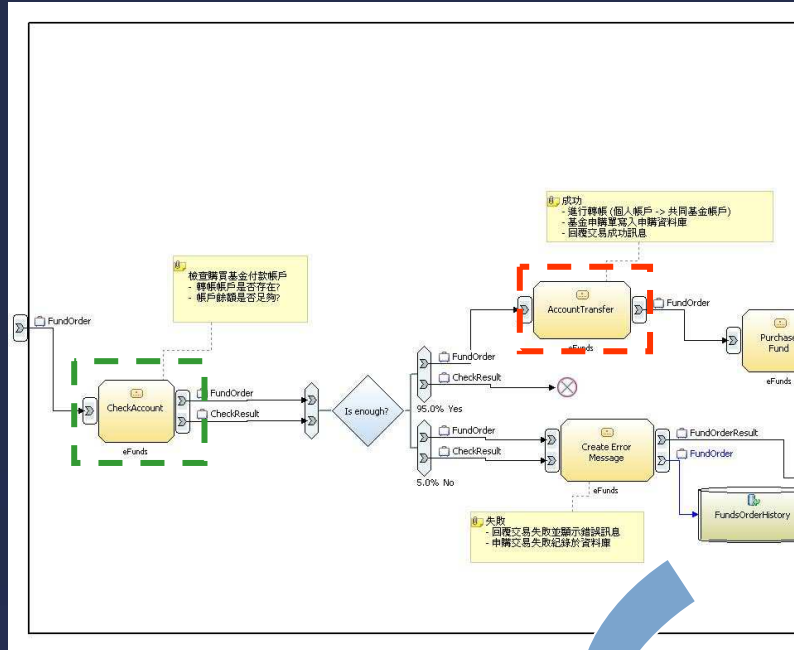 成功
- 進行轉帳 (個人帳戶 -> 共同基金帳戶)
- 基金申購單寫入申購資料庫
- 回覆交易成功訊息
檢查購買基金付款帳戶
- 轉帳帳戶是否存在?
- 帳戶餘額是否足夠?
FundOrder
AccountTransfer
eFunds
FundOrder
Purchase
Fund
eFunds
CheckAccount
eFunds
FundOrder
CheckResult
Is enough?
FundOrder
CheckResult
95.0% Yes
FundOrder
CheckResult
5.0% No
Create Error
Message
eFunds
FundOrderResult
FundOrder
FundsOrderHistory
失敗
- 回覆交易失敗並顯示錯誤訊息
- 申購交易失敗紀錄於資料庫